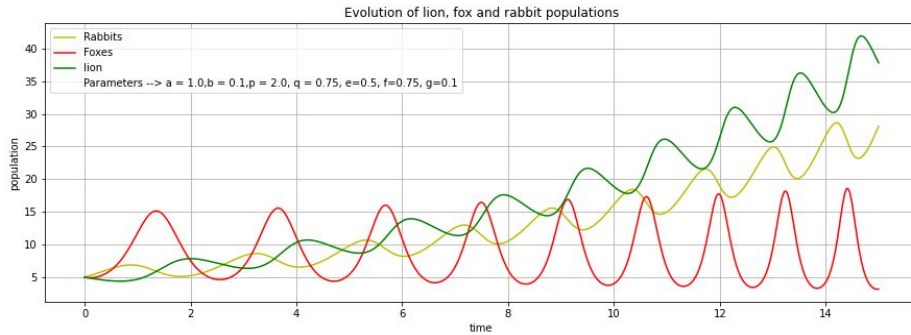 Evolution of lion, fox and rabbit populations
Rabbits
Foxes
lion
Parameters --> a = 1.0,b = 0.1,p = 2.0, q = 0.75, e=0.5, f=0.75, g=0.1
population
40
35
30
25
20
15
10
5
0
2
4
6
8
10
12
14
time